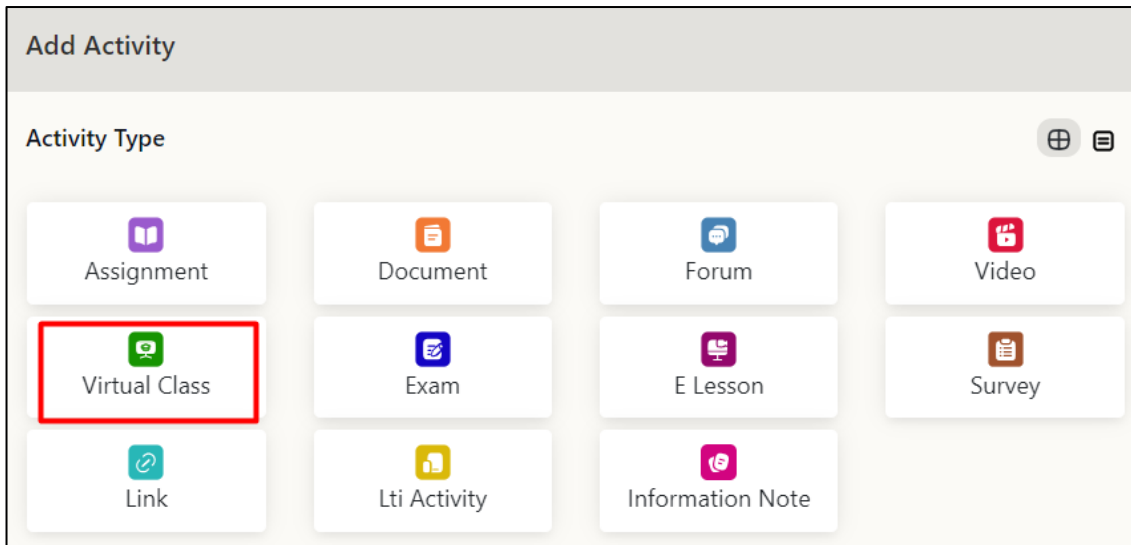 Add Activity
Activity Type
Assignment
Document
Forum
Video
Virtual Class
Exam
E Lesson
Survey
Link
Lti Activity
Information Note